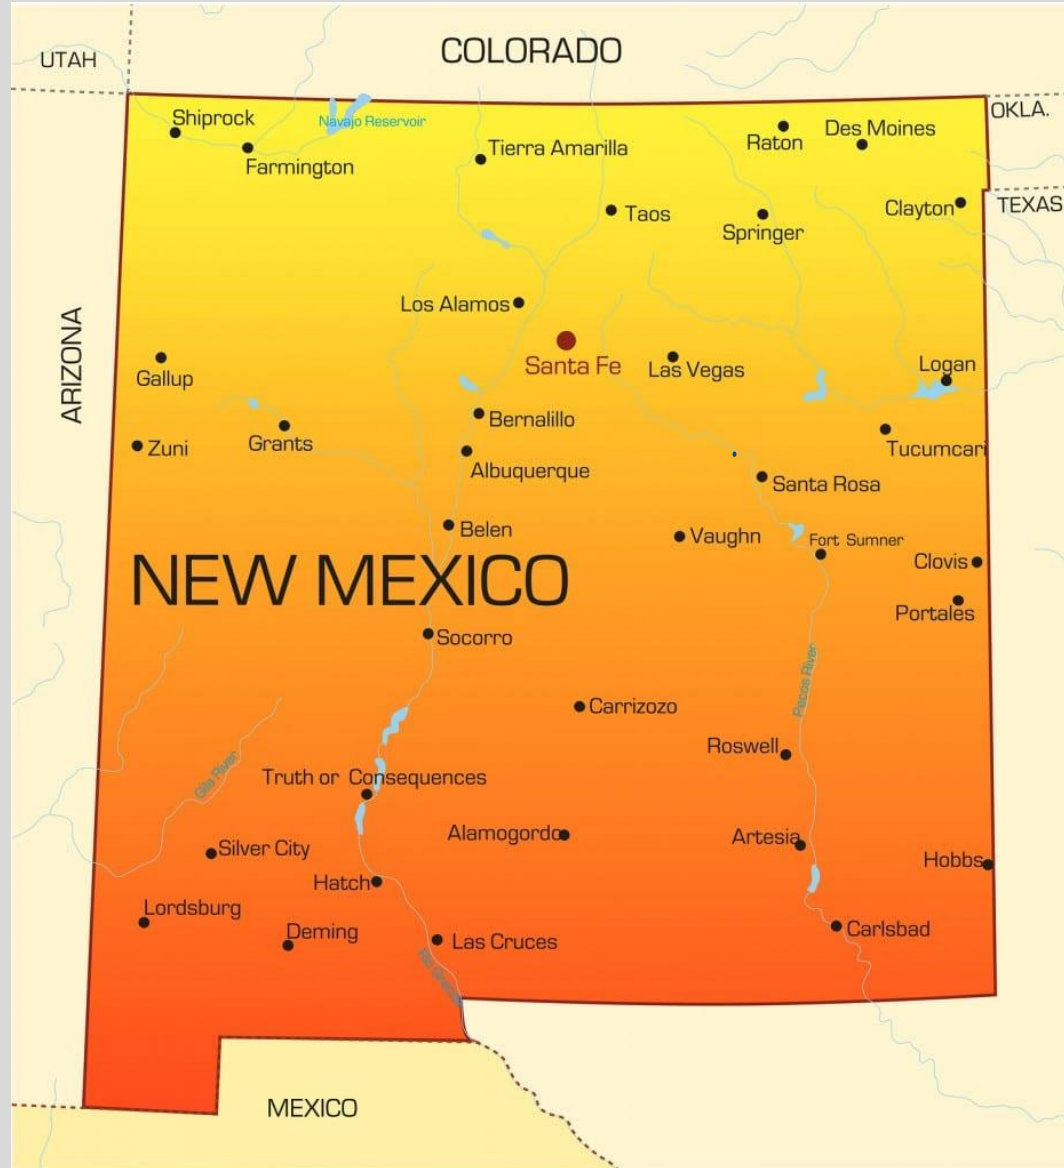 COLORADO
UTAH
OKLA.
Shiprock
Navajo Reservoir
Farmington
Tierra Amarilla
Raton
Des Moines
Taos
Springer
Clayton
TEXAS
ARIZONA
Los Alamos
Santa Fe
Las Vegas
Logan
Gallup
Bernalillo
Zuni
Grants
Albuquerque
Tucumcari
Santa Rosa
Belen
Vaughn
Fort Sumner
Clovis
NEW MEXICO
Portales
Socorro
Pecos River
Carrizozo
Roswell
Gila River
Truth or Consequences
Alamogordo
Artesia
Silver City
Hobbs
Hatch
Lordsburg
Deming
Las Cruces
Carlsbad
Rio Grande
MEXICO